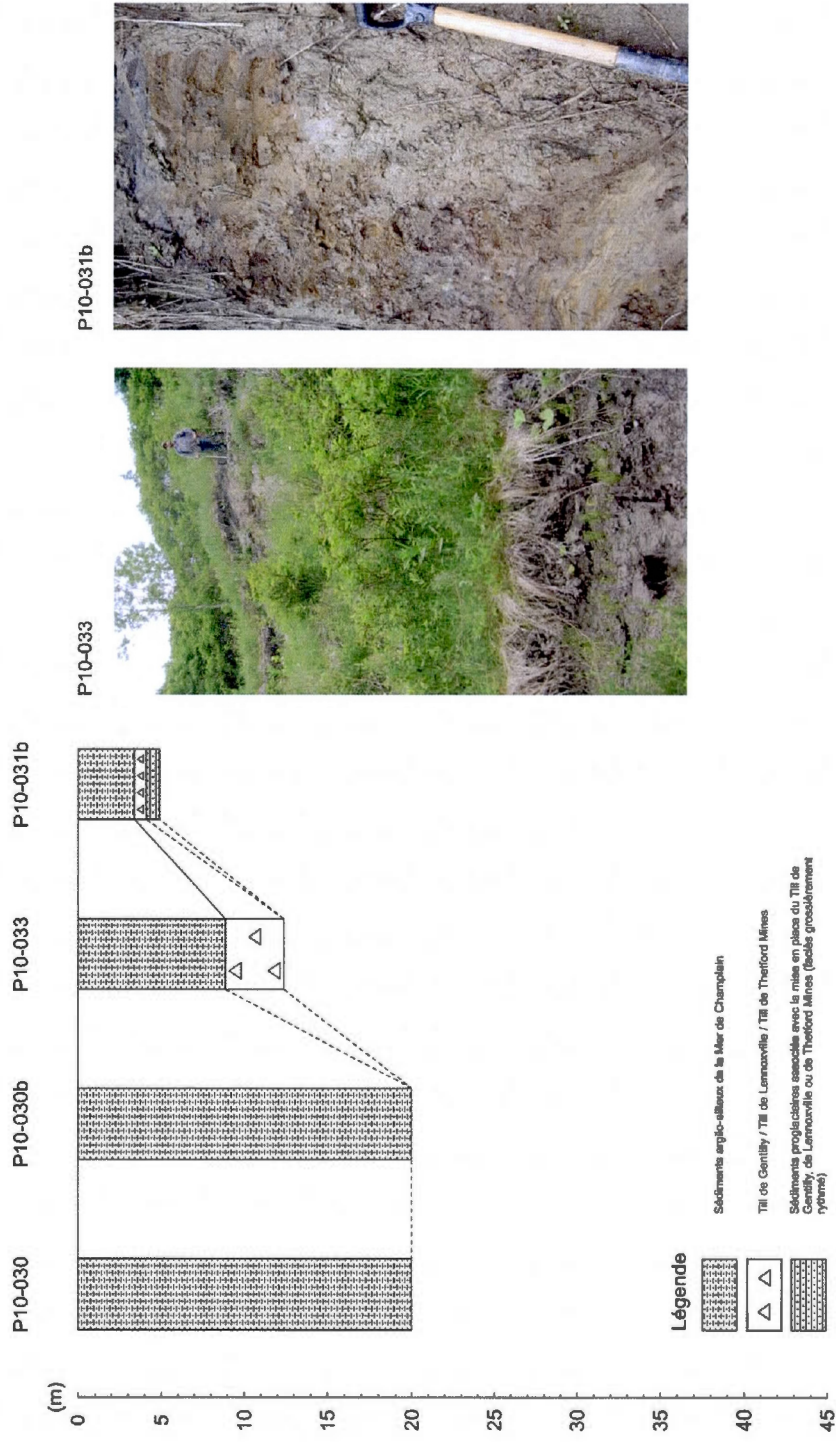 P10-030
P10-030b
P10-033
P10-031b
P10-033
P10-031b
(m)
0
5
10
15
20
25
30
35
40
45
Légende
Sédiments argilo-silteux de la Mer de Champlain
Till de Gentilly / Till de Lennoxville / Till de Thetford Mines
Sédiments proglaciaires associés avec la mise en place du Till de
Gentilly, de Lennoxville ou de Thetford Mines (faciès grossièrement
rythmé)